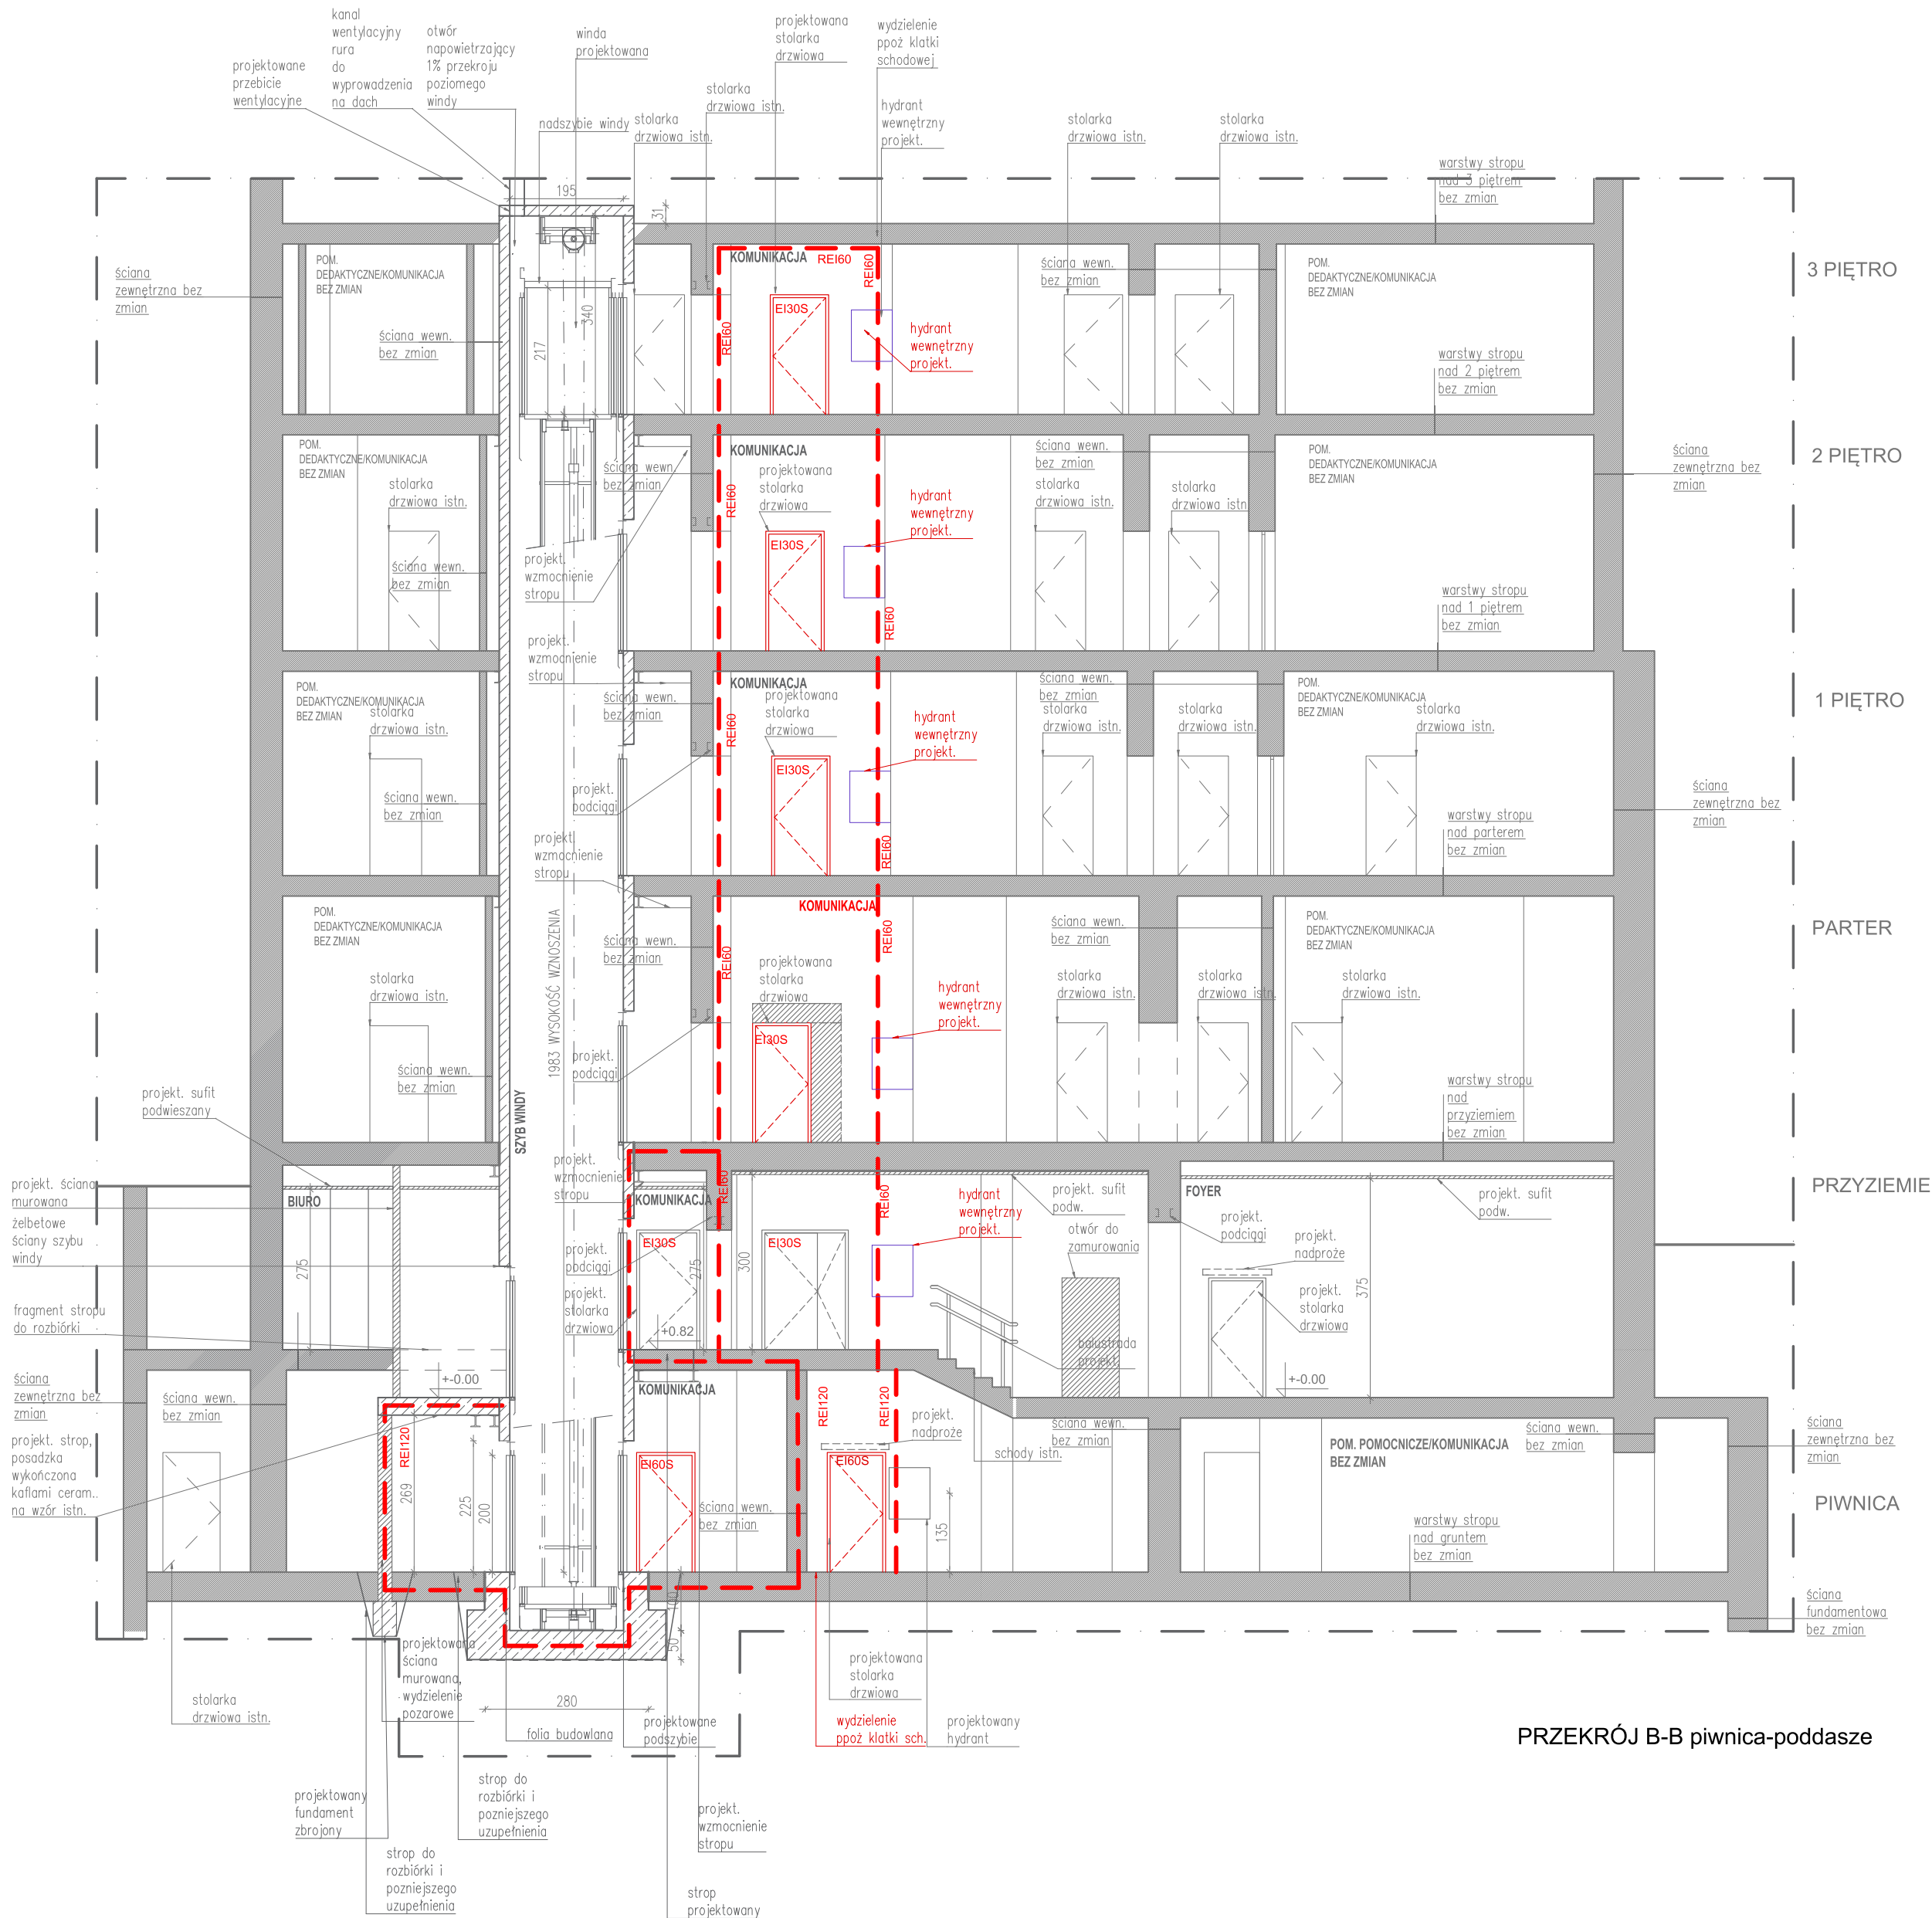 kanal
wentylacyjny
rura
do
wyprowadzenia
na dach
otwór
napowietrzający
1% przekroju
poziomego
windy
winda
projektowana
projektowana
stolarka
drzwiowa
wydzielenie
ppoż klatki
schodowej
projektowane
przebicie
wentylacyjne
stolarka
drzwiowa istn.
hydrant
wewnętrzny
projekt.
nadszybie windy
stolarka
drzwiowa istn.
stolarka
drzwiowa istn.
stolarka
drzwiowa istn.
warstwy stropu
nad 3 piętrem
bez zmian
195
31
ściana
zewnętrzna bez
zmian
POM.
DEDAKTYCZNE/KOMUNIKACJA
BEZ ZMIAN
KOMUNIKACJA
REI60
REI60
ściana wewn.
bez zmian
POM.
DEDAKTYCZNE/KOMUNIKACJA
BEZ ZMIAN
3 PIĘTRO
ściana wewn.
bez zmian
217
340
REI60
EI30S
hydrant
wewnętrzny
projekt.
warstwy stropu
nad 2 piętrem
bez zmian
POM.
DEDAKTYCZNE/KOMUNIKACJA
BEZ ZMIAN
stolarka
drzwiowa istn.
ściana wewn.
bez zmian
ściana wewn.
bez zmian
KOMUNIKACJA
projektowana
stolarka
drzwiowa
REI60
EI30S
hydrant
wewnętrzny
projekt.
ściana wewn.
bez zmian
stolarka
drzwiowa istn.
stolarka
drzwiowa istn.
POM.
DEDAKTYCZNE/KOMUNIKACJA
BEZ ZMIAN
ściana
zewnętrzna bez
zmian
2 PIĘTRO
projekt.
wzmocnienie
stropu
REI60
warstwy stropu
nad 1 piętrem
bez zmian
projekt.
wzmocnienie
stropu
POM.
DEDAKTYCZNE/KOMUNIKACJA
BEZ ZMIAN
stolarka
drzwiowa istn.
ściana wewn.
bez zmian
ściana wewn.
bez zmian
KOMUNIKACJA
projektowana
stolarka
drzwiowa
REI60
EI30S
hydrant
wewnętrzny
projekt.
ściana wewn.
bez zmian
stolarka
drzwiowa istn.
stolarka
drzwiowa istn.
POM.
DEDAKTYCZNE/KOMUNIKACJA
BEZ ZMIAN
stolarka
drzwiowa istn.
1 PIĘTRO
projekt.
podciągi
REI60
ściana
zewnętrzna bez
zmian
warstwy stropu
nad parterem
bez zmian
projekt.
wzmocnienie
stropu
POM.
DEDAKTYCZNE/KOMUNIKACJA
BEZ ZMIAN
stolarka
drzwiowa istn.
ściana wewn.
bez zmian
1983 WYSOKOŚĆ WZNOSZENIA
SZYB WINDY
ściana wewn.
bez zmian
KOMUNIKACJA
REI60
REI60
projektowana
stolarka
drzwiowa
EI30S
hydrant
wewnętrzny
projekt.
ściana wewn.
bez zmian
stolarka
drzwiowa istn.
stolarka
drzwiowa istn.
stolarka
drzwiowa istn.
POM.
DEDAKTYCZNE/KOMUNIKACJA
BEZ ZMIAN
PARTER
projekt.
podciągi
warstwy stropu
nad
przyziemiem
bez zmian
projekt. sufit
podwieszany
projekt. ściana
murowana
żelbetowe
ściany szybu
windy
fragment stropu
do rozbiórki
BIURO
275
projekt.
wzmocnienie
stropu
KOMUNIKACJA
REI60
REI60
EI30S
275
300
EI30S
projekt.
podciągi
projekt.
stolarka
drzwiowa
+0.82
hydrant
wewnętrzny
projekt.
projekt. sufit
podw.
otwór do
zamurowania
balustrada
projekt.
FOYER
projekt.
podciągi
projekt.
nadproże
projekt.
stolarka
drzwiowa
375
projekt. sufit
podw.
+-0.00
PRZYZIEMIE
ściana
zewnętrzna bez
zmian
ściana wewn.
bez zmian
+-0.00
projekt. strop,
posadzka
wykończona
kaflami ceram..
na wzór istn.
REI120
269
225
200
KOMUNIKACJA
EI60S
ściana wewn.
bez zmian
REI120
REI120
EI60S
projekt.
nadproże
135
schody istn.
ściana wewn.
bez zmian
POM. POMOCNICZE/KOMUNIKACJA
BEZ ZMIAN
ściana wewn.
bez zmian
ściana
zewnętrzna bez
zmian
PIWNICA
warstwy stropu
nad gruntem
bez zmian
ściana
fundamentowa
bez zmian
100
50
280
stolarka
drzwiowa istn.
projektowana
ściana
murowana,
wydzielenie
pozarowe
folia budowlana
projektowane
podszybie
projektowana
stolarka
drzwiowa
wydzielenie
ppoż klatki sch.
projektowany
hydrant
PRZEKRÓJ B-B piwnica-poddasze
projektowany
fundament
zbrojony
strop do
rozbiórki i
pozniejszego
uzupełnienia
strop do
rozbiórki i
pozniejszego
uzupełnienia
projekt.
wzmocnienie
stropu
strop
projektowany